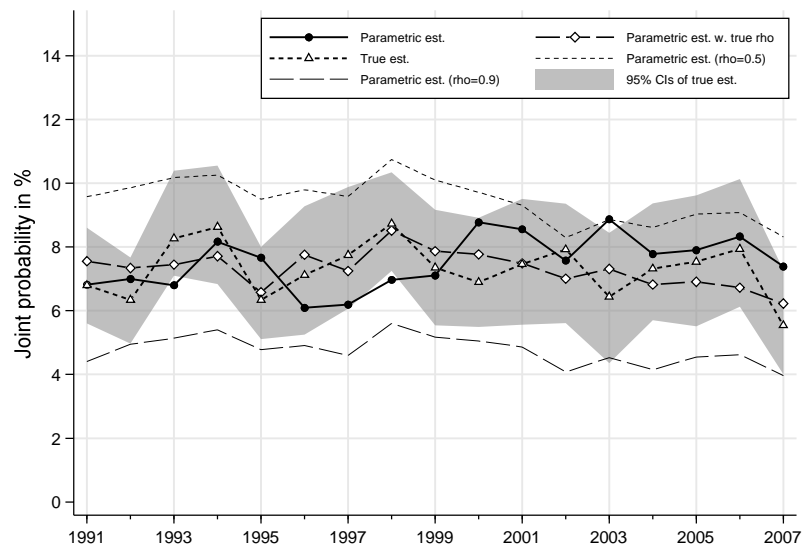 Parametric est.
Parametric est. w. true rho
True est.
Parametric est. (rho=0.5)
Parametric est. (rho=0.9)
95% CIs of true est.
Joint probability in %
14
12
10
8
6
4
2
0
1991 1993 1995 1997 1999 2001 2003 2005 2007